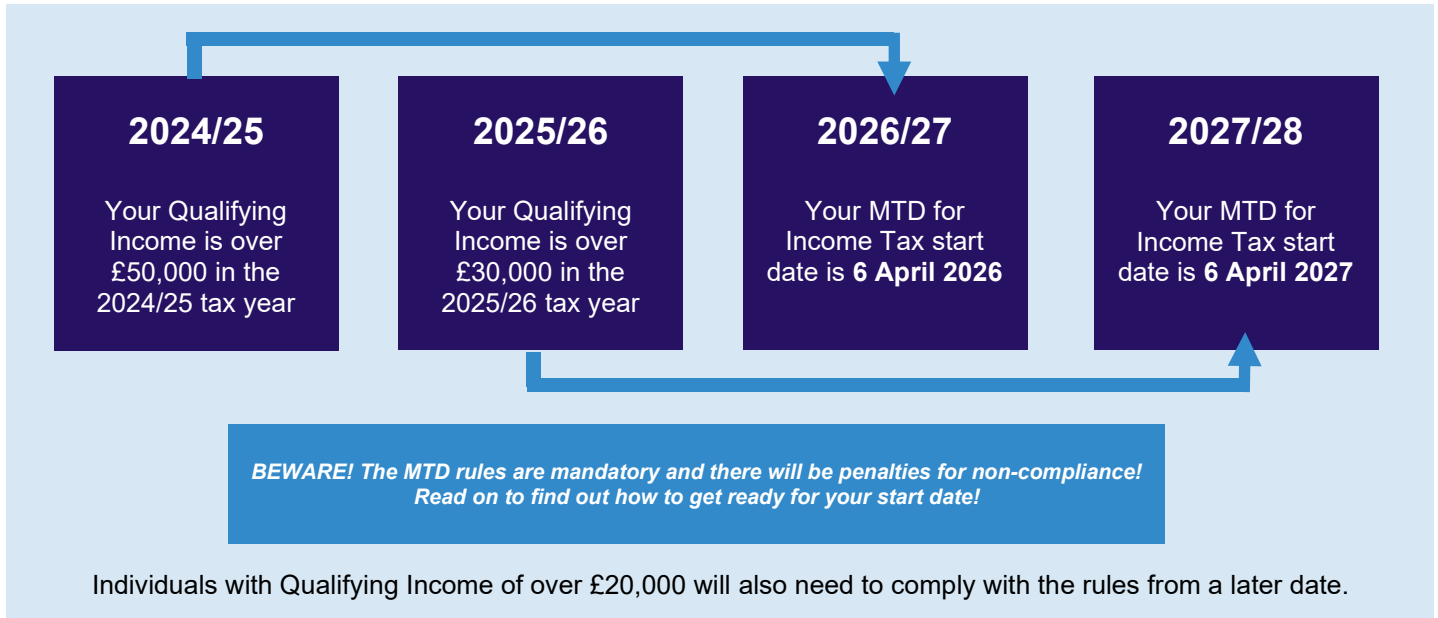 2024/25
Your Qualifying
Income is over
£50,000 in the
2024/25 tax year
2025/26
Your Qualifying
Income is over
£30,000 in the
2025/26 tax year
2026/27
Your MTD for
Income Tax start
date is 6 April 2026
2027/28
Your MTD for
Income Tax start
date is 6 April 2027
BEWARE! The MTD rules are mandatory and there will be penalties for non-compliance!
Read on to find out how to get ready for your start date!
Individuals with Qualifying Income of over £20,000 will also need to comply with the rules from a later date.